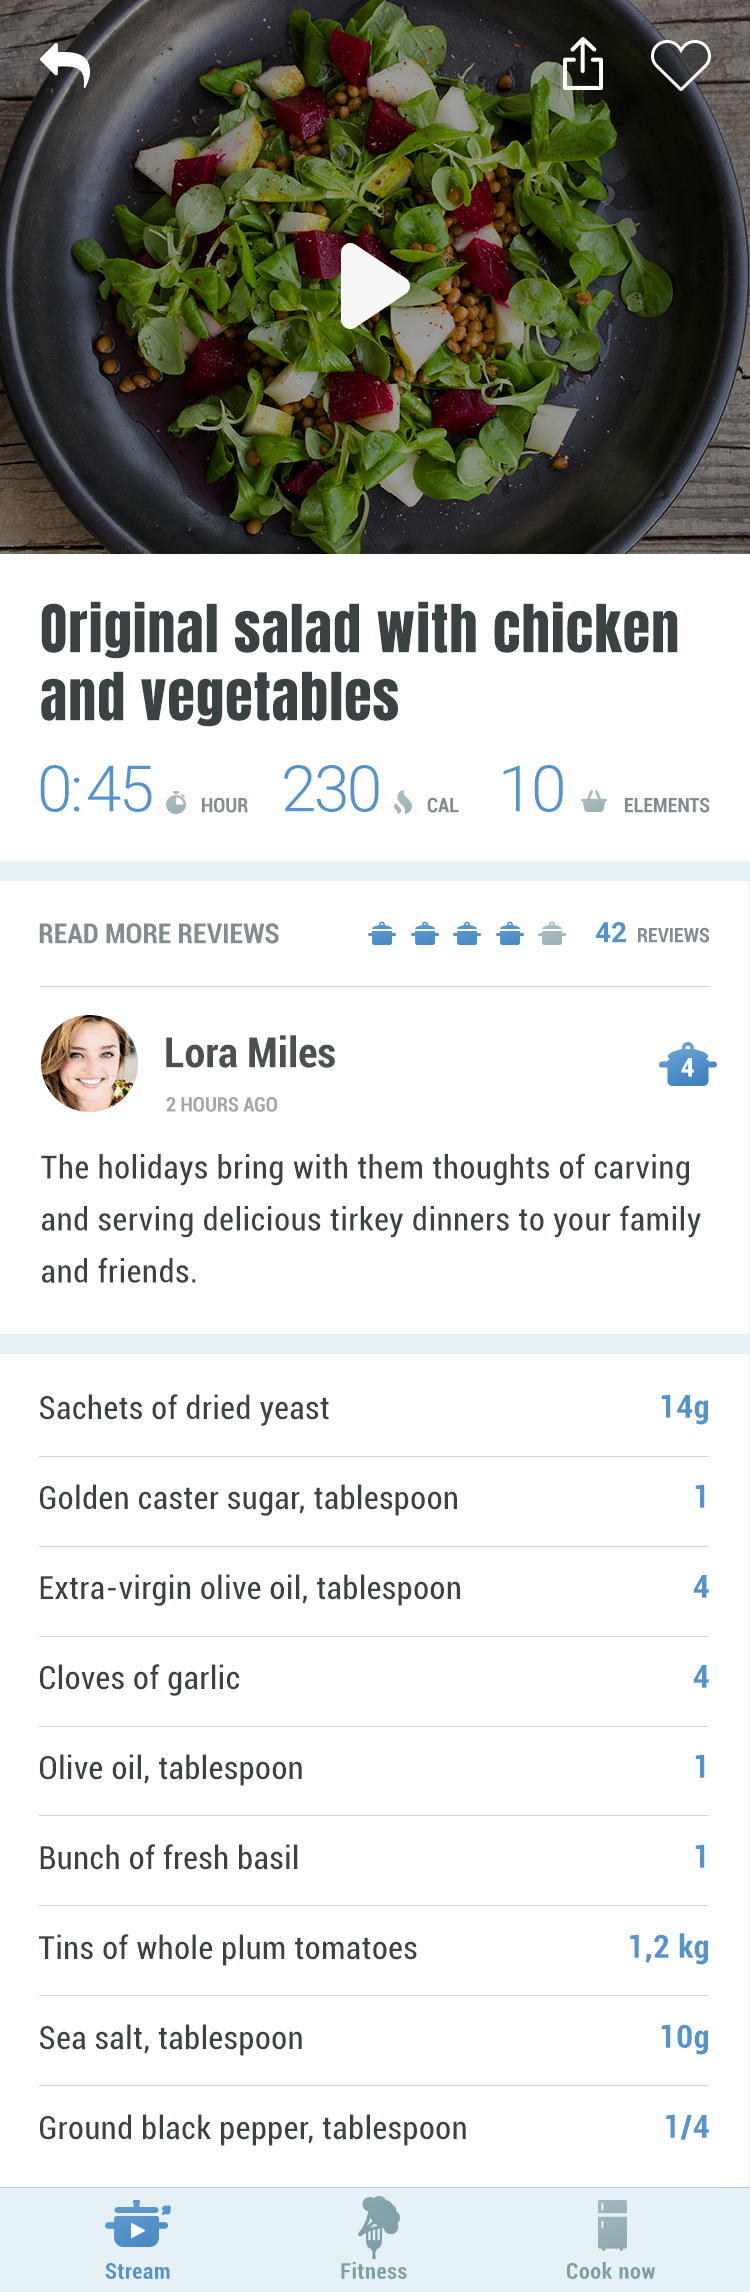 Original salad with chicken
and vegetables
0:45 HOUR 230 CAL 10 ELEMENTS
READ MORE REVIEWS 42 REVIEWS
Lora Miles
4
2 HOURS AGO
The holidays bring with them thoughts of carving
and serving delicious tirkey dinners to your family
and friends.
Sachets of dried yeast 14g
Golden caster sugar, tablespoon 1
Extra-virgin olive oil, tablespoon 4
Cloves of garlic 4
Olive oil, tablespoon 1
Bunch of fresh basil 1
Tins of whole plum tomatoes 1,2 kg
Sea salt, tablespoon 10g
Ground black pepper, tablespoon 1/4
Stream Fitness Cook now